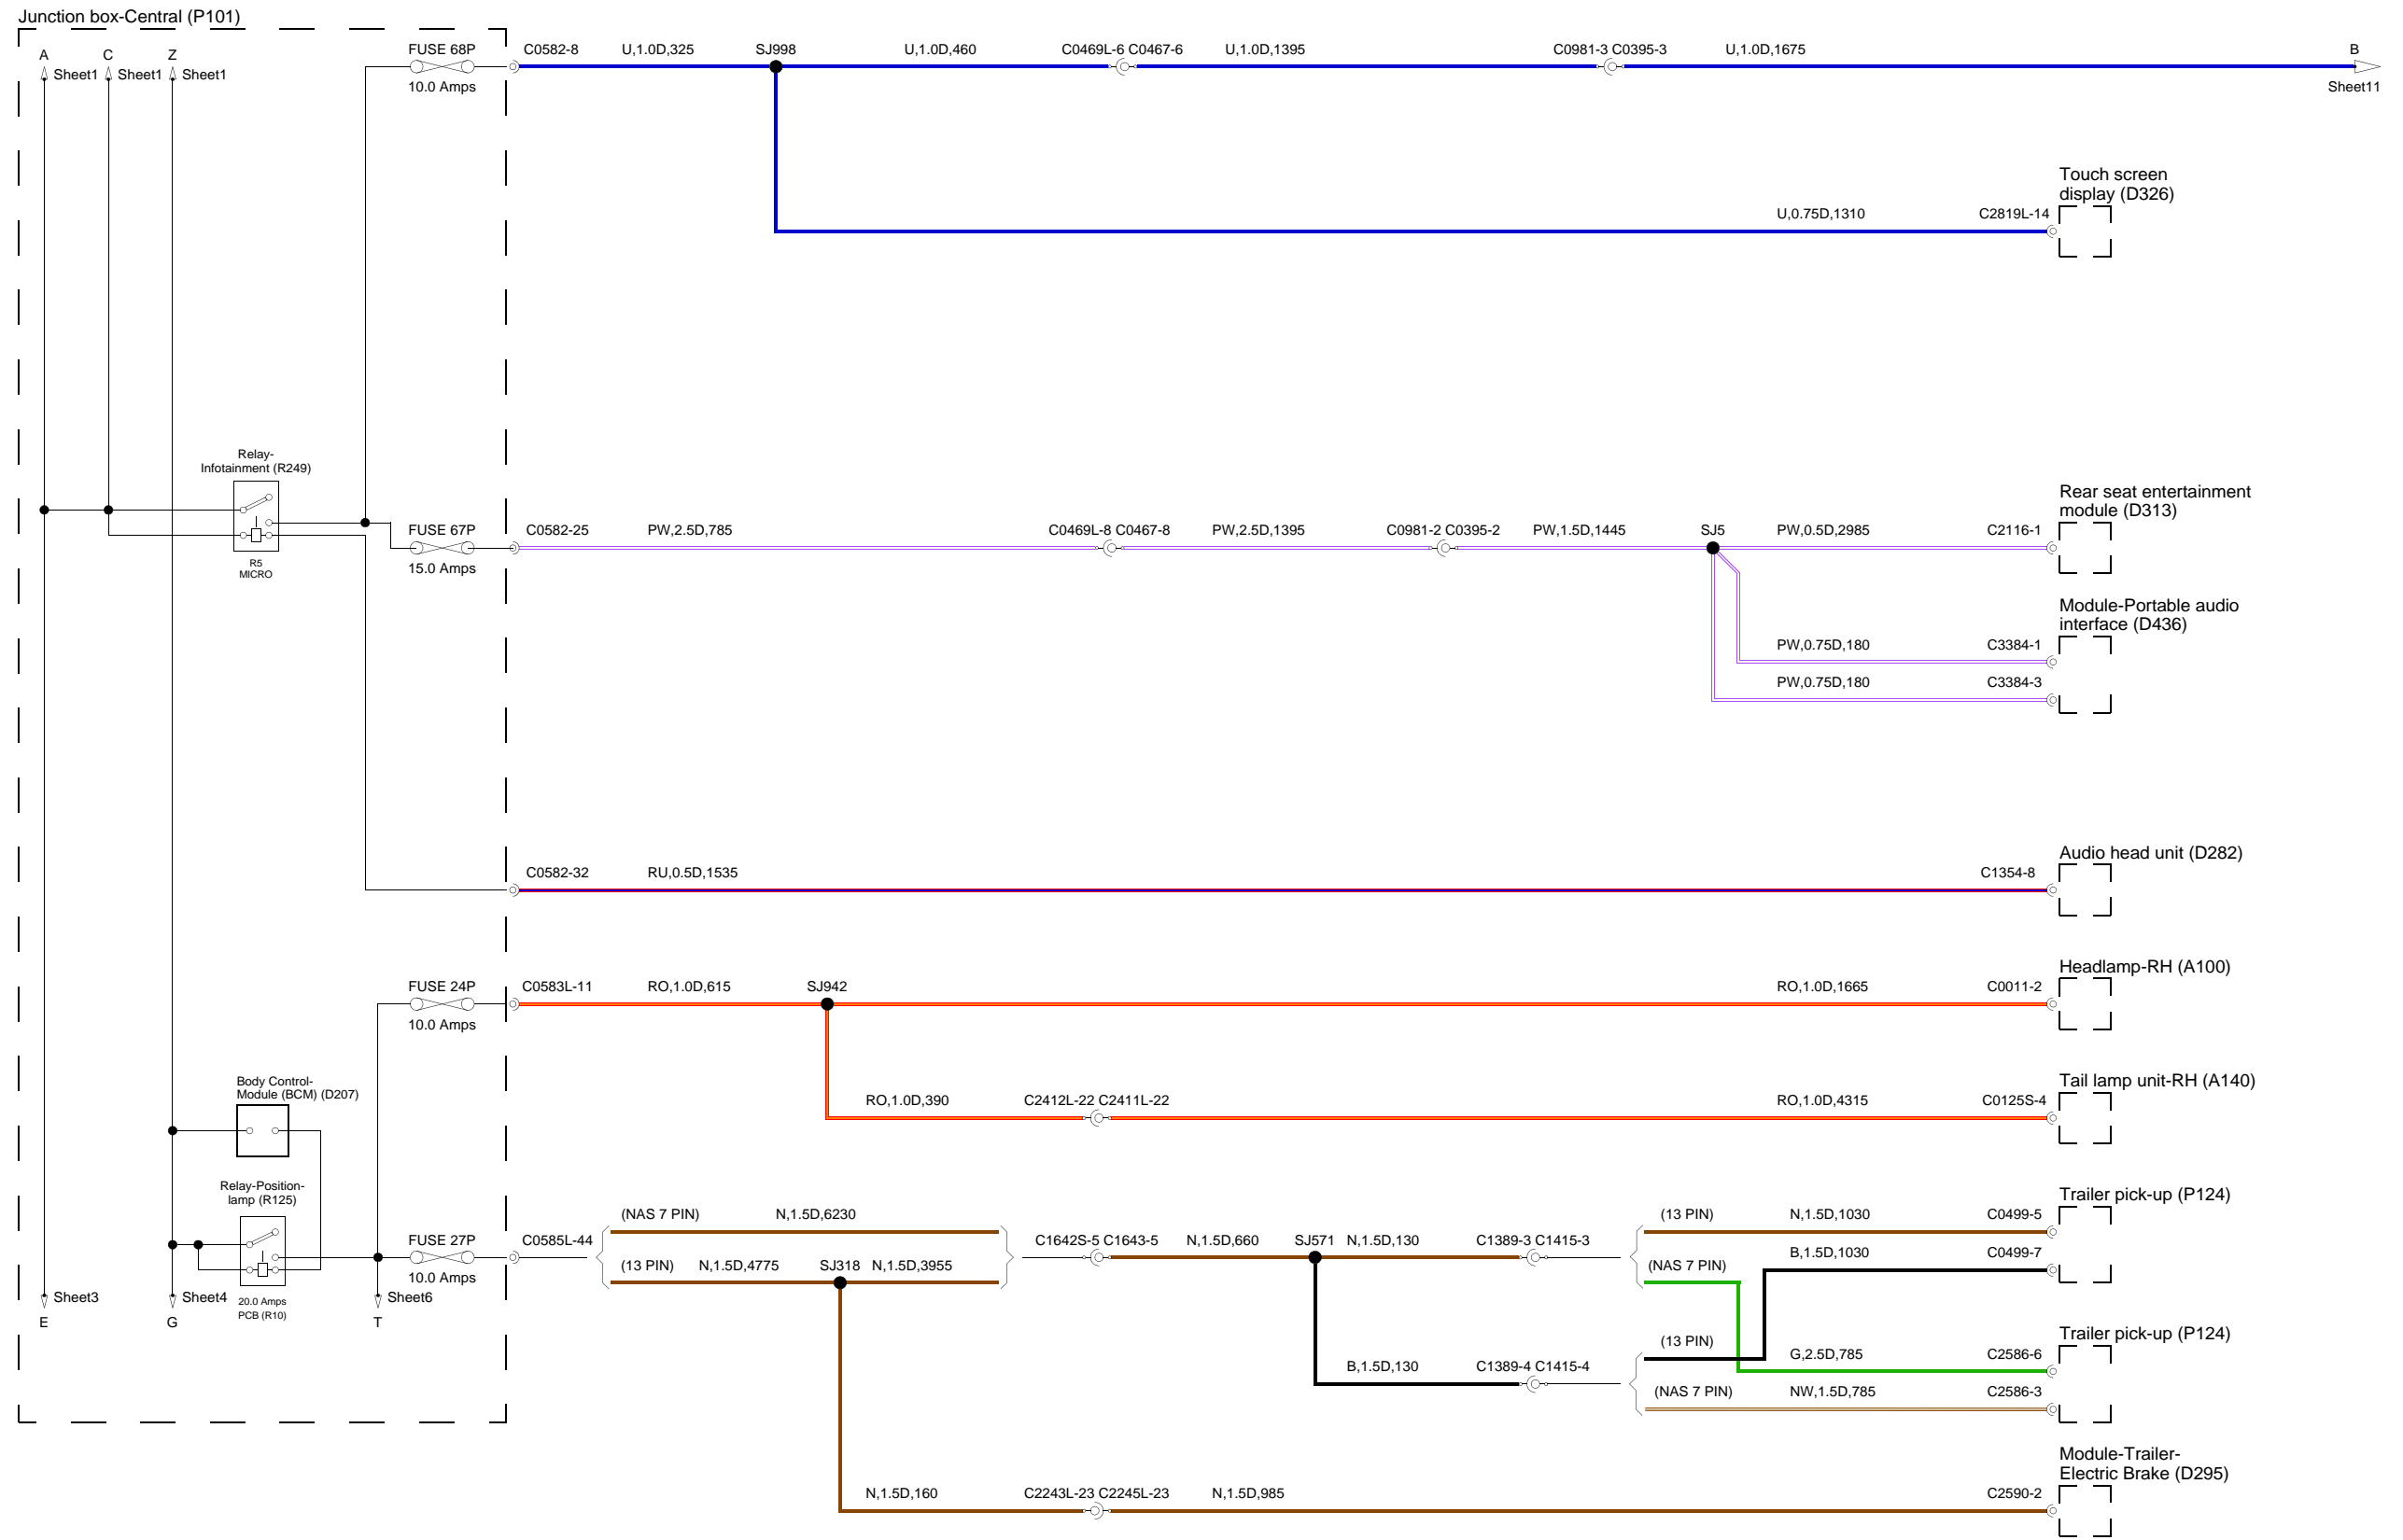 Junction box-Central (P101)
A
C
Z
Sheet1
Sheet1
Sheet1
FUSE 68P
10.0 Amps
C0582-8
U,1.0D,325
SJ998
U,1.0D,460
C0469L-6 C0467-6
U,1.0D,1395
C0981-3 C0395-3
U,1.0D,1675
B
Sheet11
Touch screen
display (D326)
U,0.75D,1310
C2819L-14
Relay-
Infotainment (R249)
R5
MICRO
FUSE 67P
15.0 Amps
C0582-25
PW,2.5D,785
C0469L-8 C0467-8
PW,2.5D,1395
C0981-2 C0395-2
PW,1.5D,1445
SJ5
PW,0.5D,2985
C2116-1
Rear seat entertainment
module (D313)
Module-Portable audio
interface (D436)
PW,0.75D,180
C3384-1
PW,0.75D,180
C3384-3
C0582-32
RU,0.5D,1535
C1354-8
Audio head unit (D282)
FUSE 24P
10.0 Amps
C0583L-11
RO,1.0D,615
SJ942
RO,1.0D,1665
C0011-2
Headlamp-RH (A100)
Body Control-
Module (BCM) (D207)
RO,1.0D,390
C2412L-22 C2411L-22
RO,1.0D,4315
C0125S-4
Tail lamp unit-RH (A140)
Relay-Position-
lamp (R125)
20.0 Amps
PCB (R10)
FUSE 27P
10.0 Amps
C0585L-44
(NAS 7 PIN)
N,1.5D,6230
(13 PIN)
N,1.5D,4775
SJ318
N,1.5D,3955
C1642S-5 C1643-5
N,1.5D,660
SJ571
N,1.5D,130
C1389-3 C1415-3
(13 PIN)
N,1.5D,1030
C0499-5
Trailer pick-up (P124)
B,1.5D,1030
C0499-7
(NAS 7 PIN)
Sheet3
E
Sheet4
G
Sheet6
T
B,1.5D,130
C1389-4 C1415-4
(13 PIN)
G,2.5D,785
C2586-6
Trailer pick-up (P124)
(NAS 7 PIN)
NW,1.5D,785
C2586-3
N,1.5D,160
C2243L-23 C2245L-23
N,1.5D,985
C2590-2
Module-Trailer-
Electric Brake (D295)